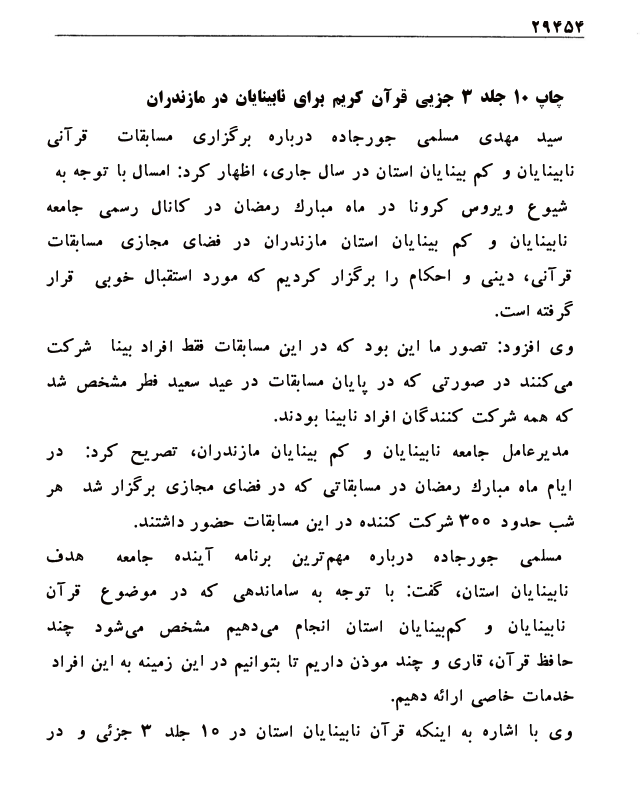 ۲۹۴۵۴
چاپ ۱۰ جلد ۳ جزیی قرآن کریم برای نابینایان در مازندران
سید مهدی مسلمی جورجاده درباره برگزاری مسابقات قرآنی
نابینایان و کم بینایان استان در سال جاری، اظهار کرد: امسال با توجه به
شیوع ویروس کرونا در ماه مبارك رمضان در کانال رسمی جامعه
نابینایان و کم بینایان استان مازندران در فضای مجازی مسابقات
قرآنی، دینی و احکام را برگزار کردیم که مورد استقبال خوبی قرار
گرفته است.
وی افزود: تصور ما این بود که در این مسابقات فقط افراد بینا شرکت
می‌کنند در صورتی که در پایان مسابقات در عید سعید فطر مشخص شد
که همه شرکت کنندگان افراد نابینا بودند.
مدیرعامل جامعه نابینایان و کم بینایان مازندران، تصریح کرد: در
ایام ماه مبارك رمضان در مسابقاتی که در فضای مجازی برگزار شد هر
شب حدود ۳۰۰ شرکت کننده در این مسابقات حضور داشتند.
مسلمی جورجاده درباره مهم‌ترین برنامه آینده جامعه هدف
نابینایان استان، گفت: با توجه به ساماندهی که در موضوع قرآن
نابینایان و کم‌بینایان استان انجام می‌دهیم مشخص می‌شود چند
حافظ قرآن، قاری و چند موذن داریم تا بتوانیم در این زمینه به این افراد
خدمات خاصی ارائه دهیم.
وی با اشاره به اینکه قرآن نابینایان استان در ۱۰ جلد ۳ جزئی و در